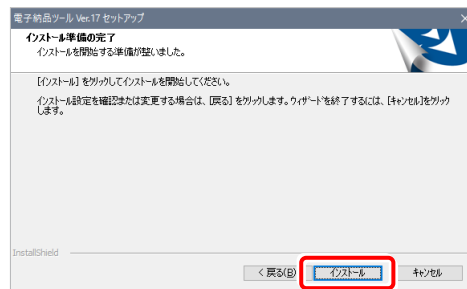 電子納品ツール Ver.17 セットアップ
インストール準備の完了
インストールを開始する準備が整いました。
[インストール] をクリックしてインストールを開始してください。
インストール設定を確認または変更する場合は、[戻る] をクリックします。ウィザードを終了するには、[キャンセル]をクリック
します。
InstallShield
< 戻る(B)
インストール
キャンセル